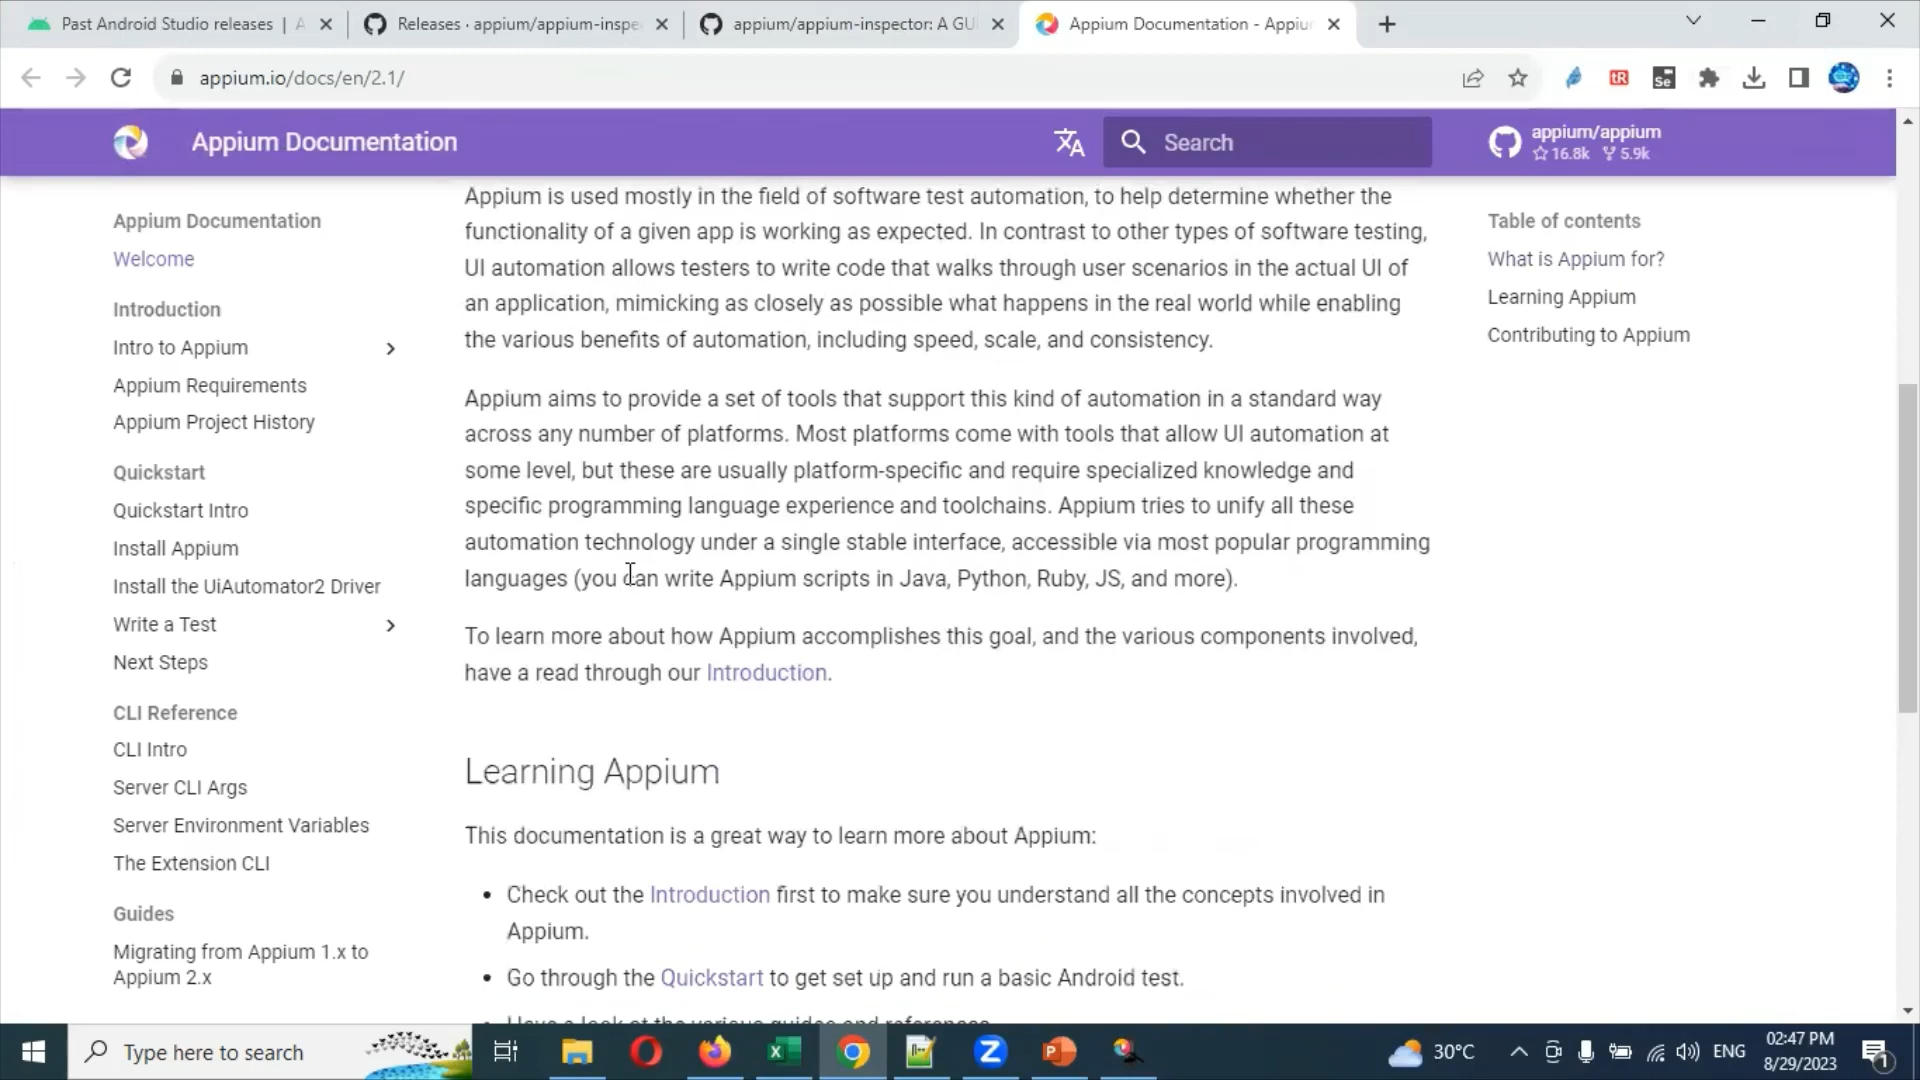 Past Android Studio releases | A
Releases · appium/appium-inspe
appium/appium-inspector: A GUI
Appium Documentation - Appium
appium.io/docs/en/2.1/
tR
Se
Appium Documentation
Search
appium/appium
16.8k 5.9k
Appium Documentation
Welcome
Introduction
Intro to Appium
Appium Requirements
Appium Project History
Quickstart
Quickstart Intro
Install Appium
Install the UiAutomator2 Driver
Write a Test
Next Steps
CLI Reference
CLI Intro
Server CLI Args
Server Environment Variables
The Extension CLI
Guides
Migrating from Appium 1.x to
Appium 2.x
Appium is used mostly in the field of software test automation, to help determine whether the
functionality of a given app is working as expected. In contrast to other types of software testing,
UI automation allows testers to write code that walks through user scenarios in the actual UI of
an application, mimicking as closely as possible what happens in the real world while enabling
the various benefits of automation, including speed, scale, and consistency.
Appium aims to provide a set of tools that support this kind of automation in a standard way
across any number of platforms. Most platforms come with tools that allow UI automation at
some level, but these are usually platform-specific and require specialized knowledge and
specific programming language experience and toolchains. Appium tries to unify all these
automation technology under a single stable interface, accessible via most popular programming
languages (you can write Appium scripts in Java, Python, Ruby, JS, and more).
To learn more about how Appium accomplishes this goal, and the various components involved,
have a read through our Introduction.
Learning Appium
This documentation is a great way to learn more about Appium:
• Check out the Introduction first to make sure you understand all the concepts involved in
Appium.
• Go through the Quickstart to get set up and run a basic Android test.
• Have a look at the various guides and references.
Table of contents
What is Appium for?
Learning Appium
Contributing to Appium
Type here to search
30°C
ENG
02:47 PM
8/29/2023
1